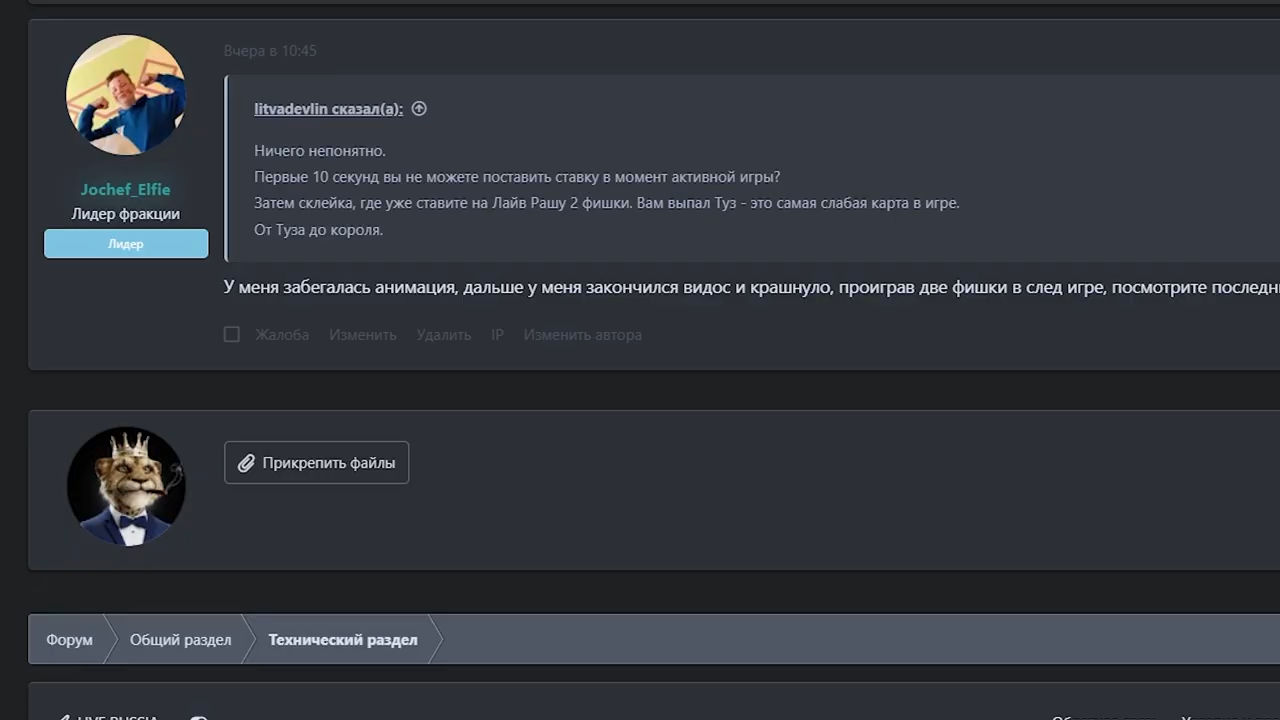 Вчера в 10:45
litvadevlin сказал(а):
Ничего непонятно.
Первые 10 секунд вы не можете поставить ставку в момент активной игры?
Затем склейка, где уже ставите на Лайв Рашу 2 фишки. Вам выпал Туз - это самая слабая карта в игре.
От Туза до короля.
Jochef_Elfie
Лидер фракции
Лидер
У меня забегалась анимация, дальше у меня закончился видос и крашнуло, проиграв две фишки в след игре, посмотрите
Жалоба Изменить Удалить IP Изменить автора
Прикрепить файлы
Форум Общий раздел Технический раздел
LIVE RUSSIA